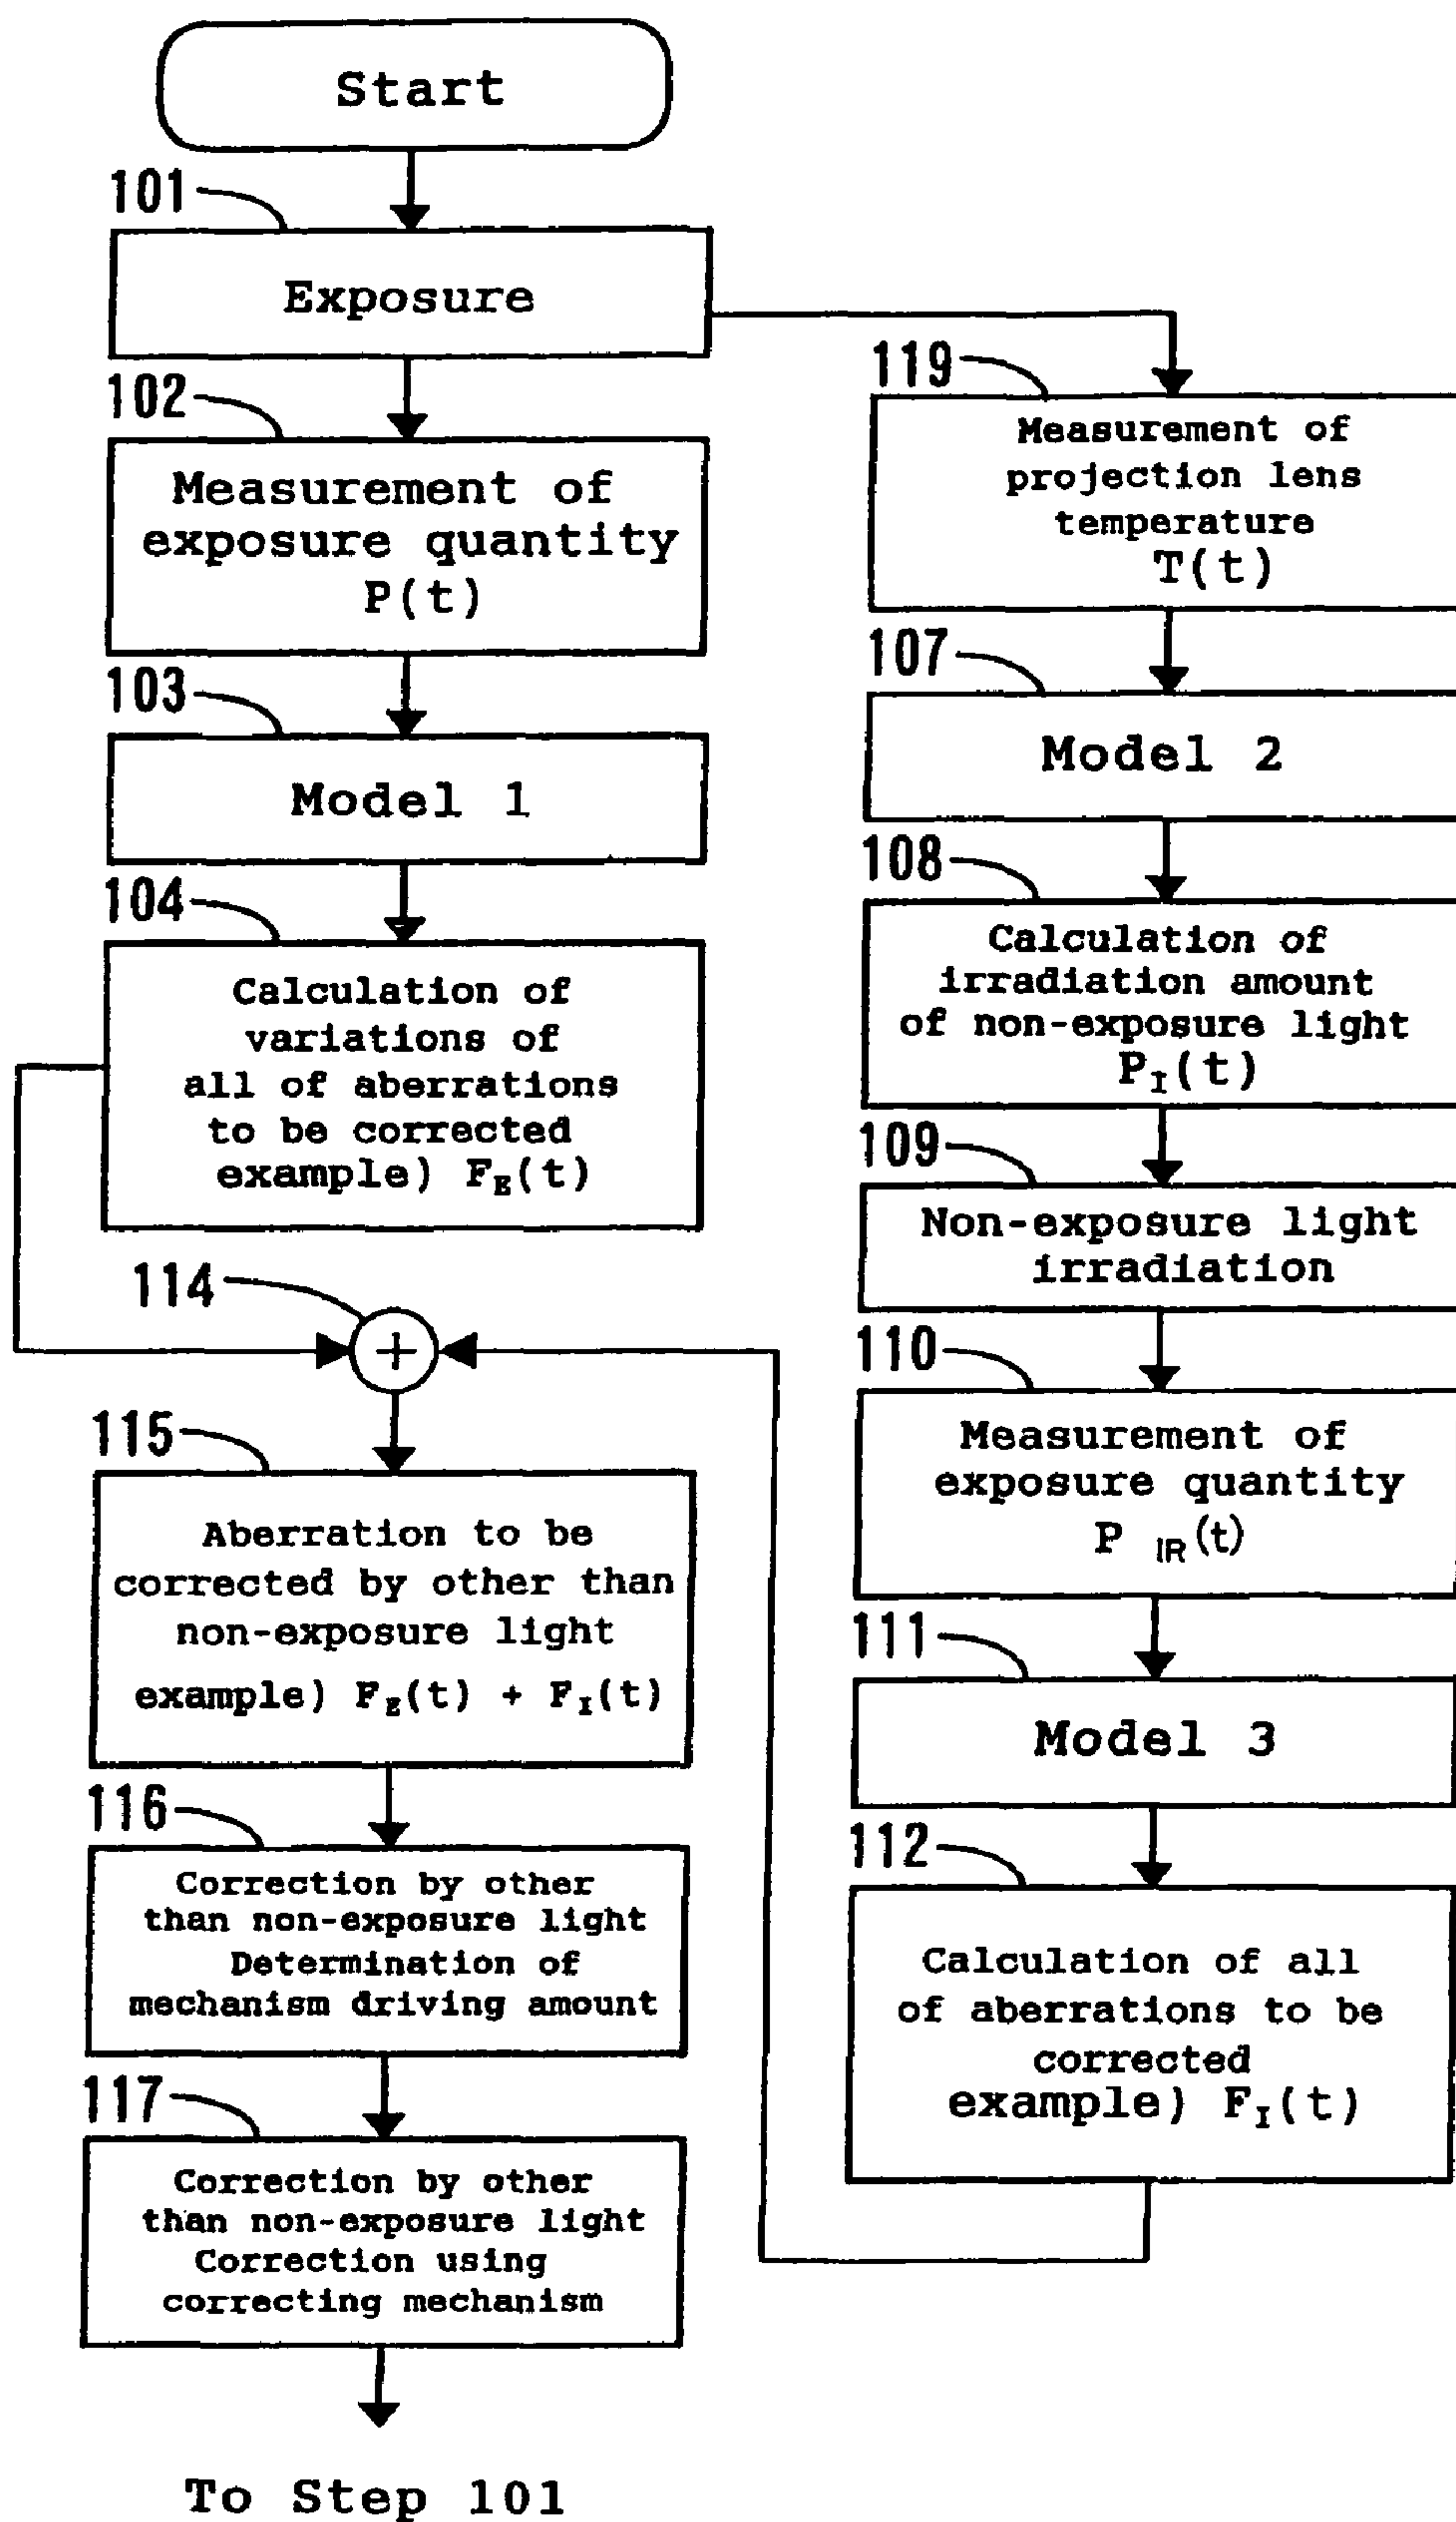 Start
101
Exposure
102
Measurement of
exposure quantity
P(t)
103
Model 1
104
Calculation of
variations of
all of aberrations
to be corrected
example) F_E(t)
114
+
115
Aberration to be
corrected by other than
non-exposure light
example) F_E(t) + F_I(t)
116
Correction by other
than non-exposure light
Determination of
mechanism driving amount
117
Correction by other
than non-exposure light
Correction using
correcting mechanism
To Step 101
119
Measurement of
projection lens
temperature
T(t)
107
Model 2
108
Calculation of
irradiation amount
of non-exposure light
P_I(t)
109
Non-exposure light
irradiation
110
Measurement of
exposure quantity
P IR(t)
111
Model 3
112
Calculation of all
of aberrations to be
corrected
example) F_I(t)